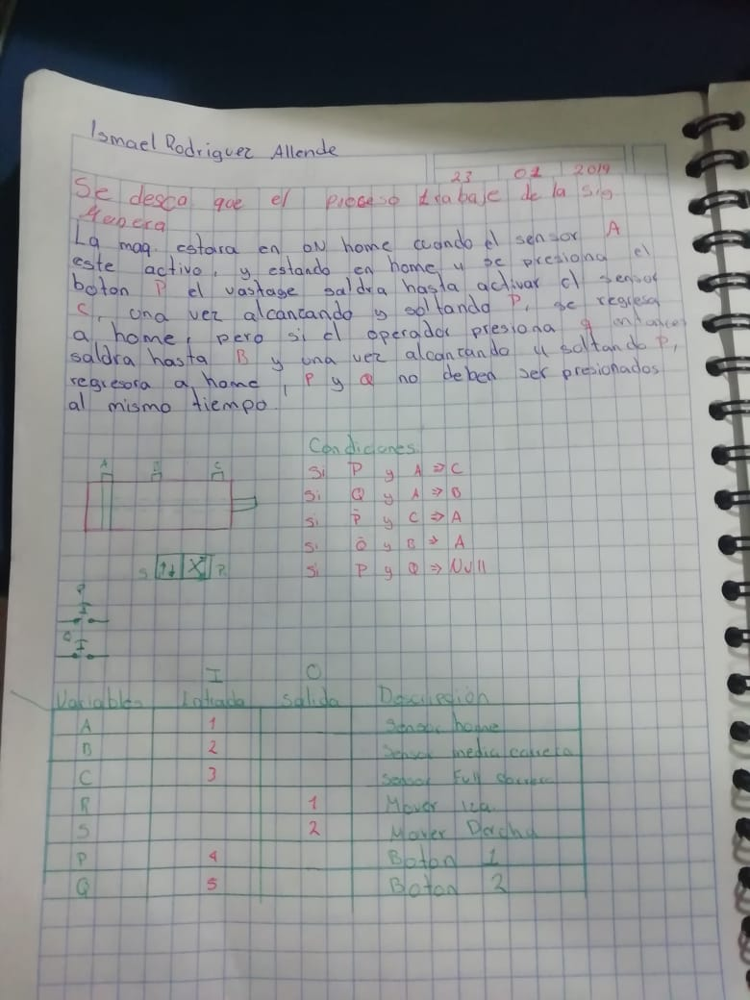 Ismael Rodriguez Allende
23 01 2019
Se desea que el proceso trabaje de la sig
Manera
La maq. estara en ON home cuando el sensor A
este activo, y estando en home y se presiona el
boton P el vastago saldra hasta activar el sensor
C, una vez alcanzando y soltando P, se regresa
a home, pero si el operador presiona q entonces
saldra hasta B y una vez alcanzando y soltando P,
regresora a home, P y Q no deben ser presionados
al mismo tiempo.
Condiciones
Si P y A ⇒ C
Si Q y A ⇒ B
Si P̄ y C ⇒ A
Si Q̄ y B ⇒ A
Si P y Q ⇒ Null
A B C
S ↑↓ X R
P
Q
I O
Variables Entrada Salida Descripción
A 1 Sensor home
B 2 Sensor media carrera
C 3 Sensor Full carrera
R 1 Mover Izq.
S 2 Mover Dercha
P 4 Boton 1
Q 5 Boton 2